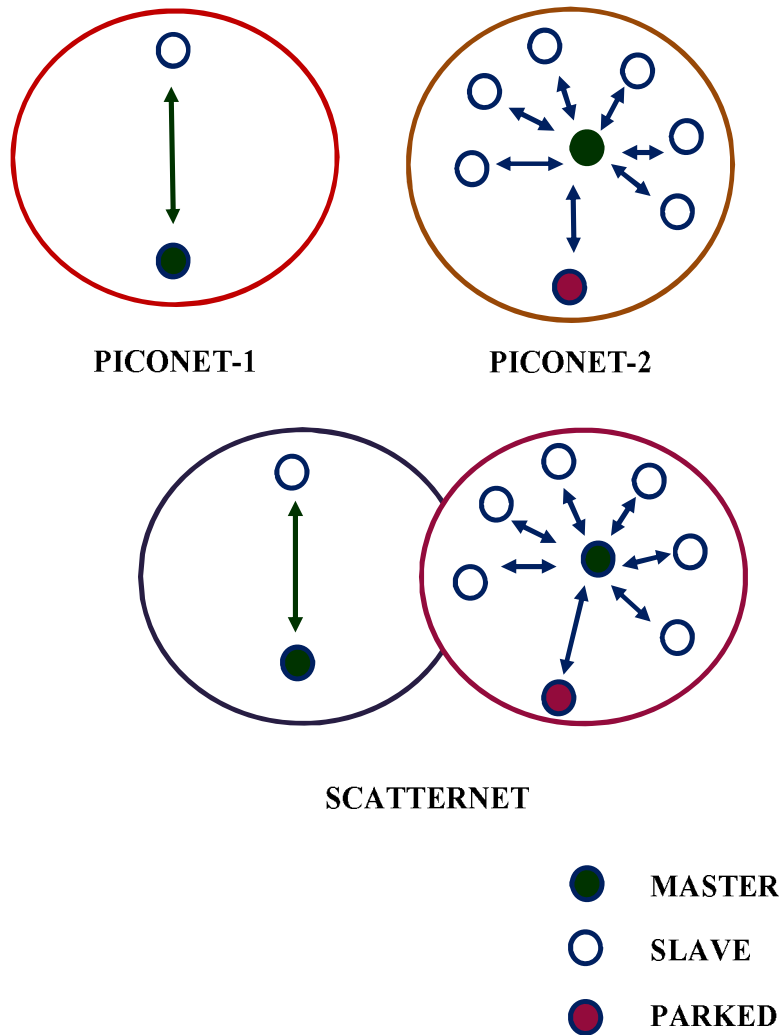 PICONET-1
PICONET-2
SCATTERNET
MASTER
SLAVE
PARKED